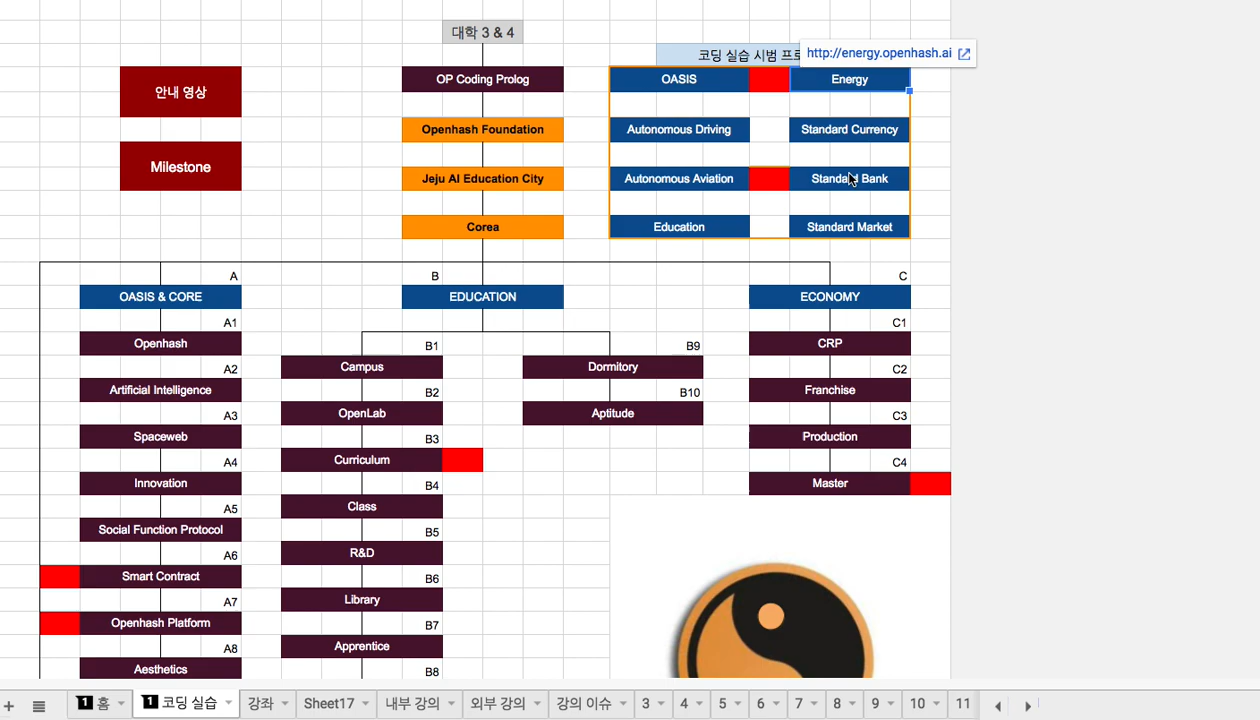 대학 3 & 4
코딩 실습 시범 프로
http://energy.openhash.ai
안내 영상
OP Coding Prolog
OASIS
Energy
Openhash Foundation
Autonomous Driving
Standard Currency
Milestone
Jeju AI Education City
Autonomous Aviation
Standard Bank
Corea
Education
Standard Market
A
B
C
OASIS & CORE
EDUCATION
ECONOMY
A1
C1
Openhash
CRP
B1
B9
Campus
Dormitory
A2
C2
Artificial Intelligence
Franchise
B2
B10
OpenLab
Aptitude
A3
C3
Spaceweb
Production
B3
Curriculum
A4
C4
Innovation
Master
B4
Class
A5
Social Function Protocol
B5
R&D
A6
Smart Contract
B6
Library
A7
Openhash Platform
B7
Apprentice
A8
Aesthetics
B8
1 홈
1 코딩 실습
강좌
Sheet17
내부 강의
외부 강의
강의 이슈
3
4
5
6
7
8
9
10
11